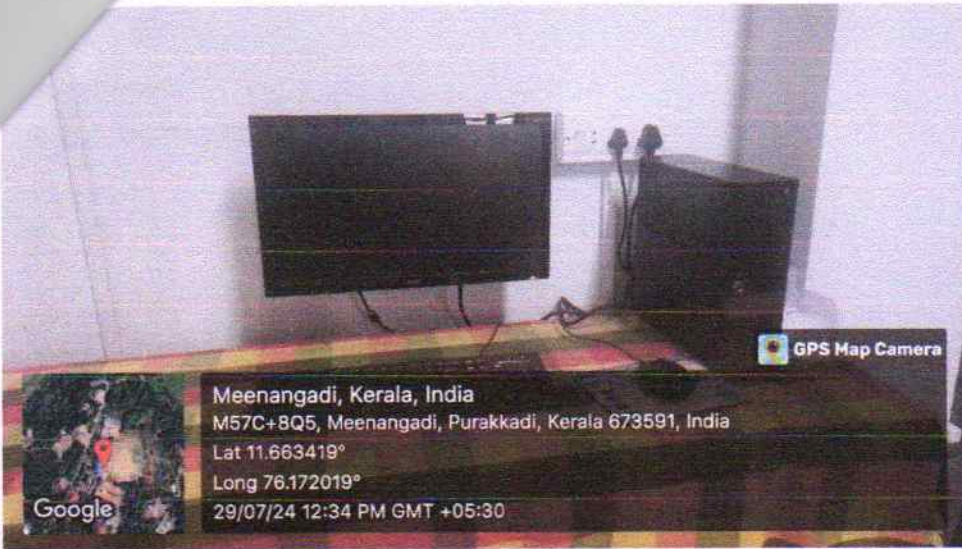 GPS Map Camera
Meenangadi, Kerala, India
M57C+8Q5, Meenangadi, Purakkadi, Kerala 673591, India
Lat 11.663419°
Long 76.172019°
29/07/24 12:34 PM GMT +05:30
Google